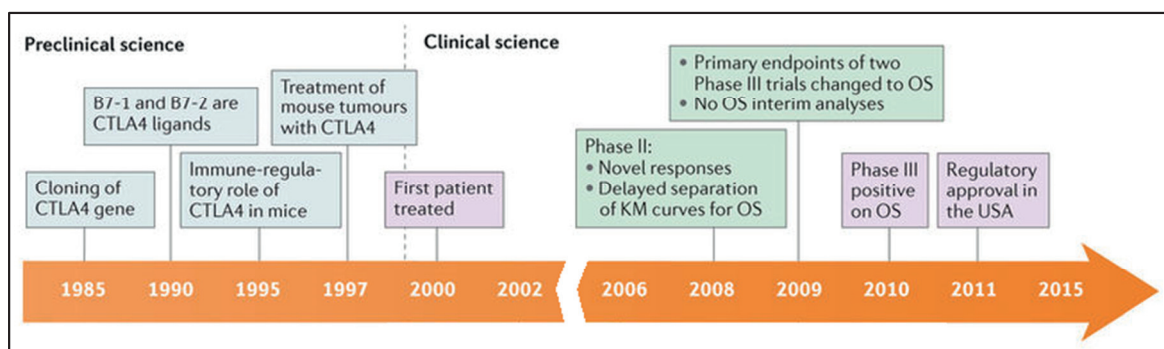 Preclinical science
Clinical science
Cloning of
CTLA4 gene
B7-1 and B7-2 are
CTLA4 ligands
Immune-regula-
tory role of
CTLA4 in mice
Treatment of
mouse tumours
with CTLA4
First patient
treated
Phase II:
• Novel responses
• Delayed separation
of KM curves for OS
• Primary endpoints of two
Phase III trials changed to OS
• No OS interim analyses
Phase III
positive
on OS
Regulatory
approval in
the USA
1985 1990 1995 1997 2000 2002 2006 2008 2009 2010 2011 2015